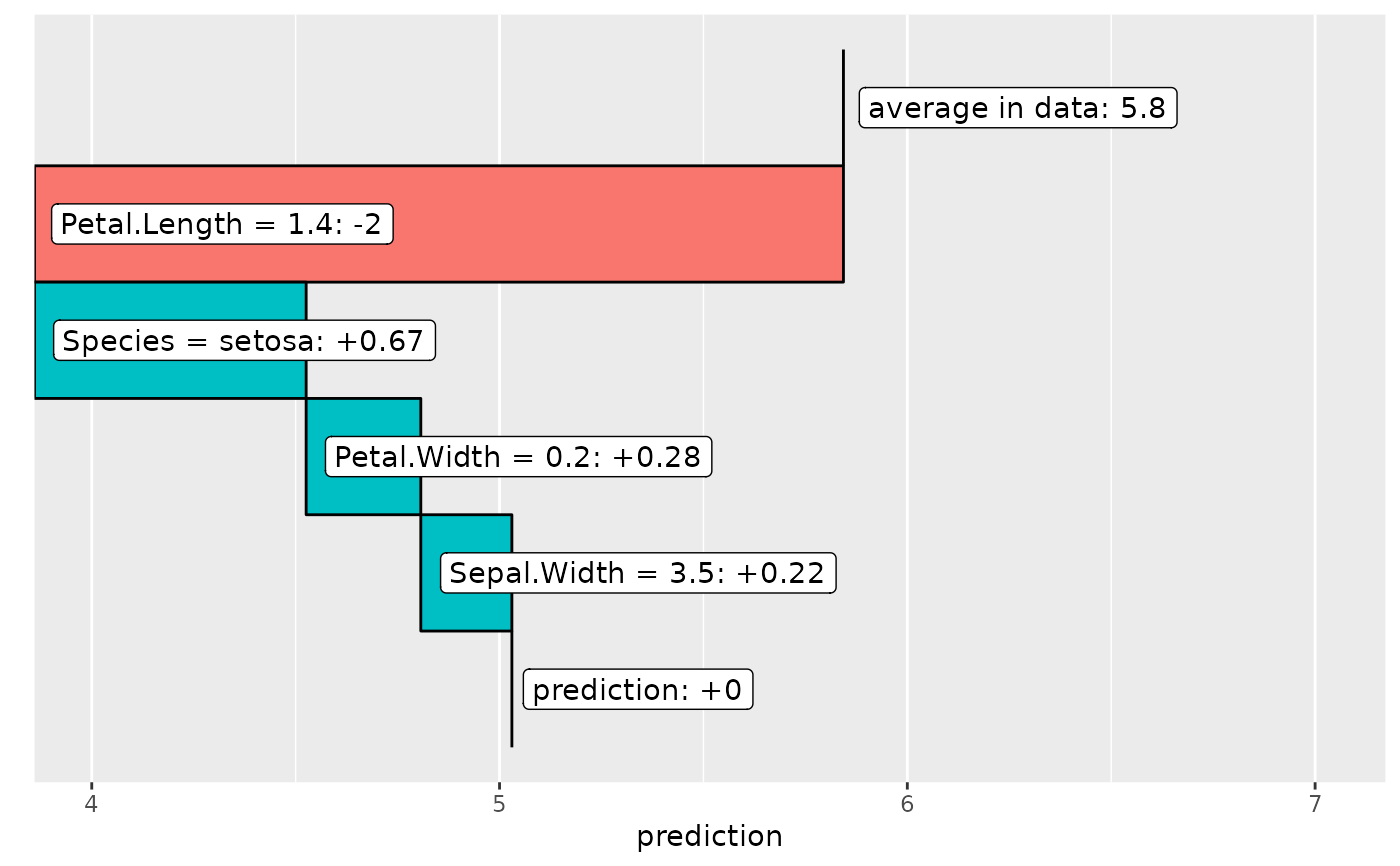 average in data: 5.8
Petal.Length = 1.4: -2
Species = setosa: +0.67
Petal.Width = 0.2: +0.28
Sepal.Width = 3.5: +0.22
prediction: +0
4 5 6 7
prediction